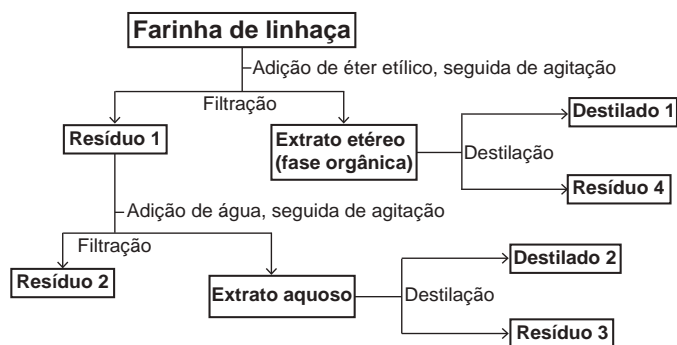 Farinha de linhaça
Adição de éter etílico, seguida de agitação
Filtração
Resíduo 1
Extrato etéreo
(fase orgânica)
Destilação
Destilado 1
Resíduo 4
Adição de água, seguida de agitação
Filtração
Resíduo 2
Extrato aquoso
Destilação
Destilado 2
Resíduo 3